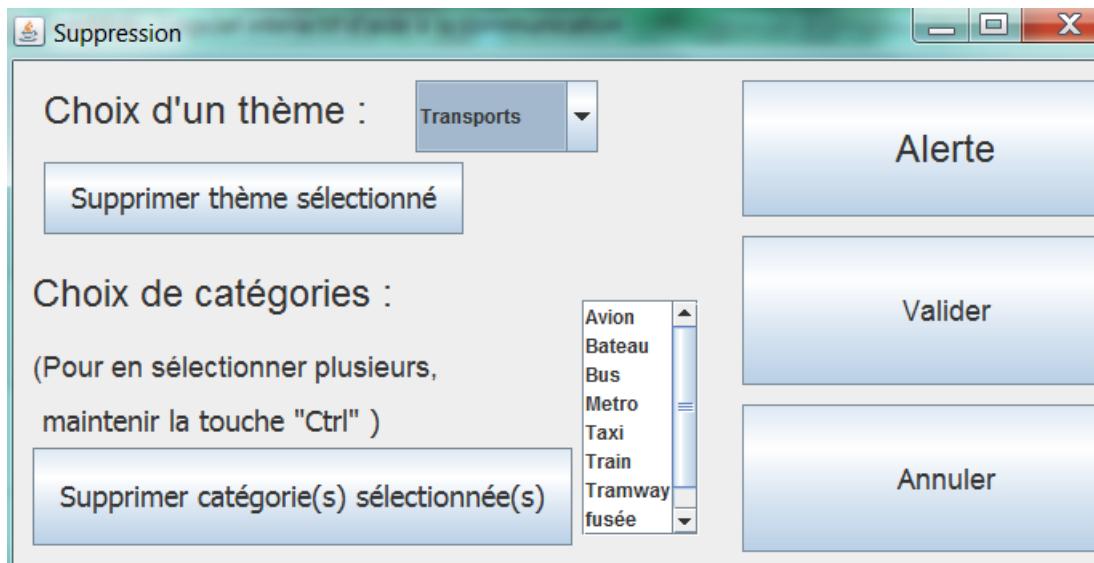 Suppression
Choix d'un thème :
Transports
Supprimer thème sélectionné
Choix de catégories :
(Pour en sélectionner plusieurs,
maintenir la touche "Ctrl" )
Supprimer catégorie(s) sélectionnée(s)
Avion
Bateau
Bus
Metro
Taxi
Train
Tramway
fusée
Alerte
Valider
Annuler